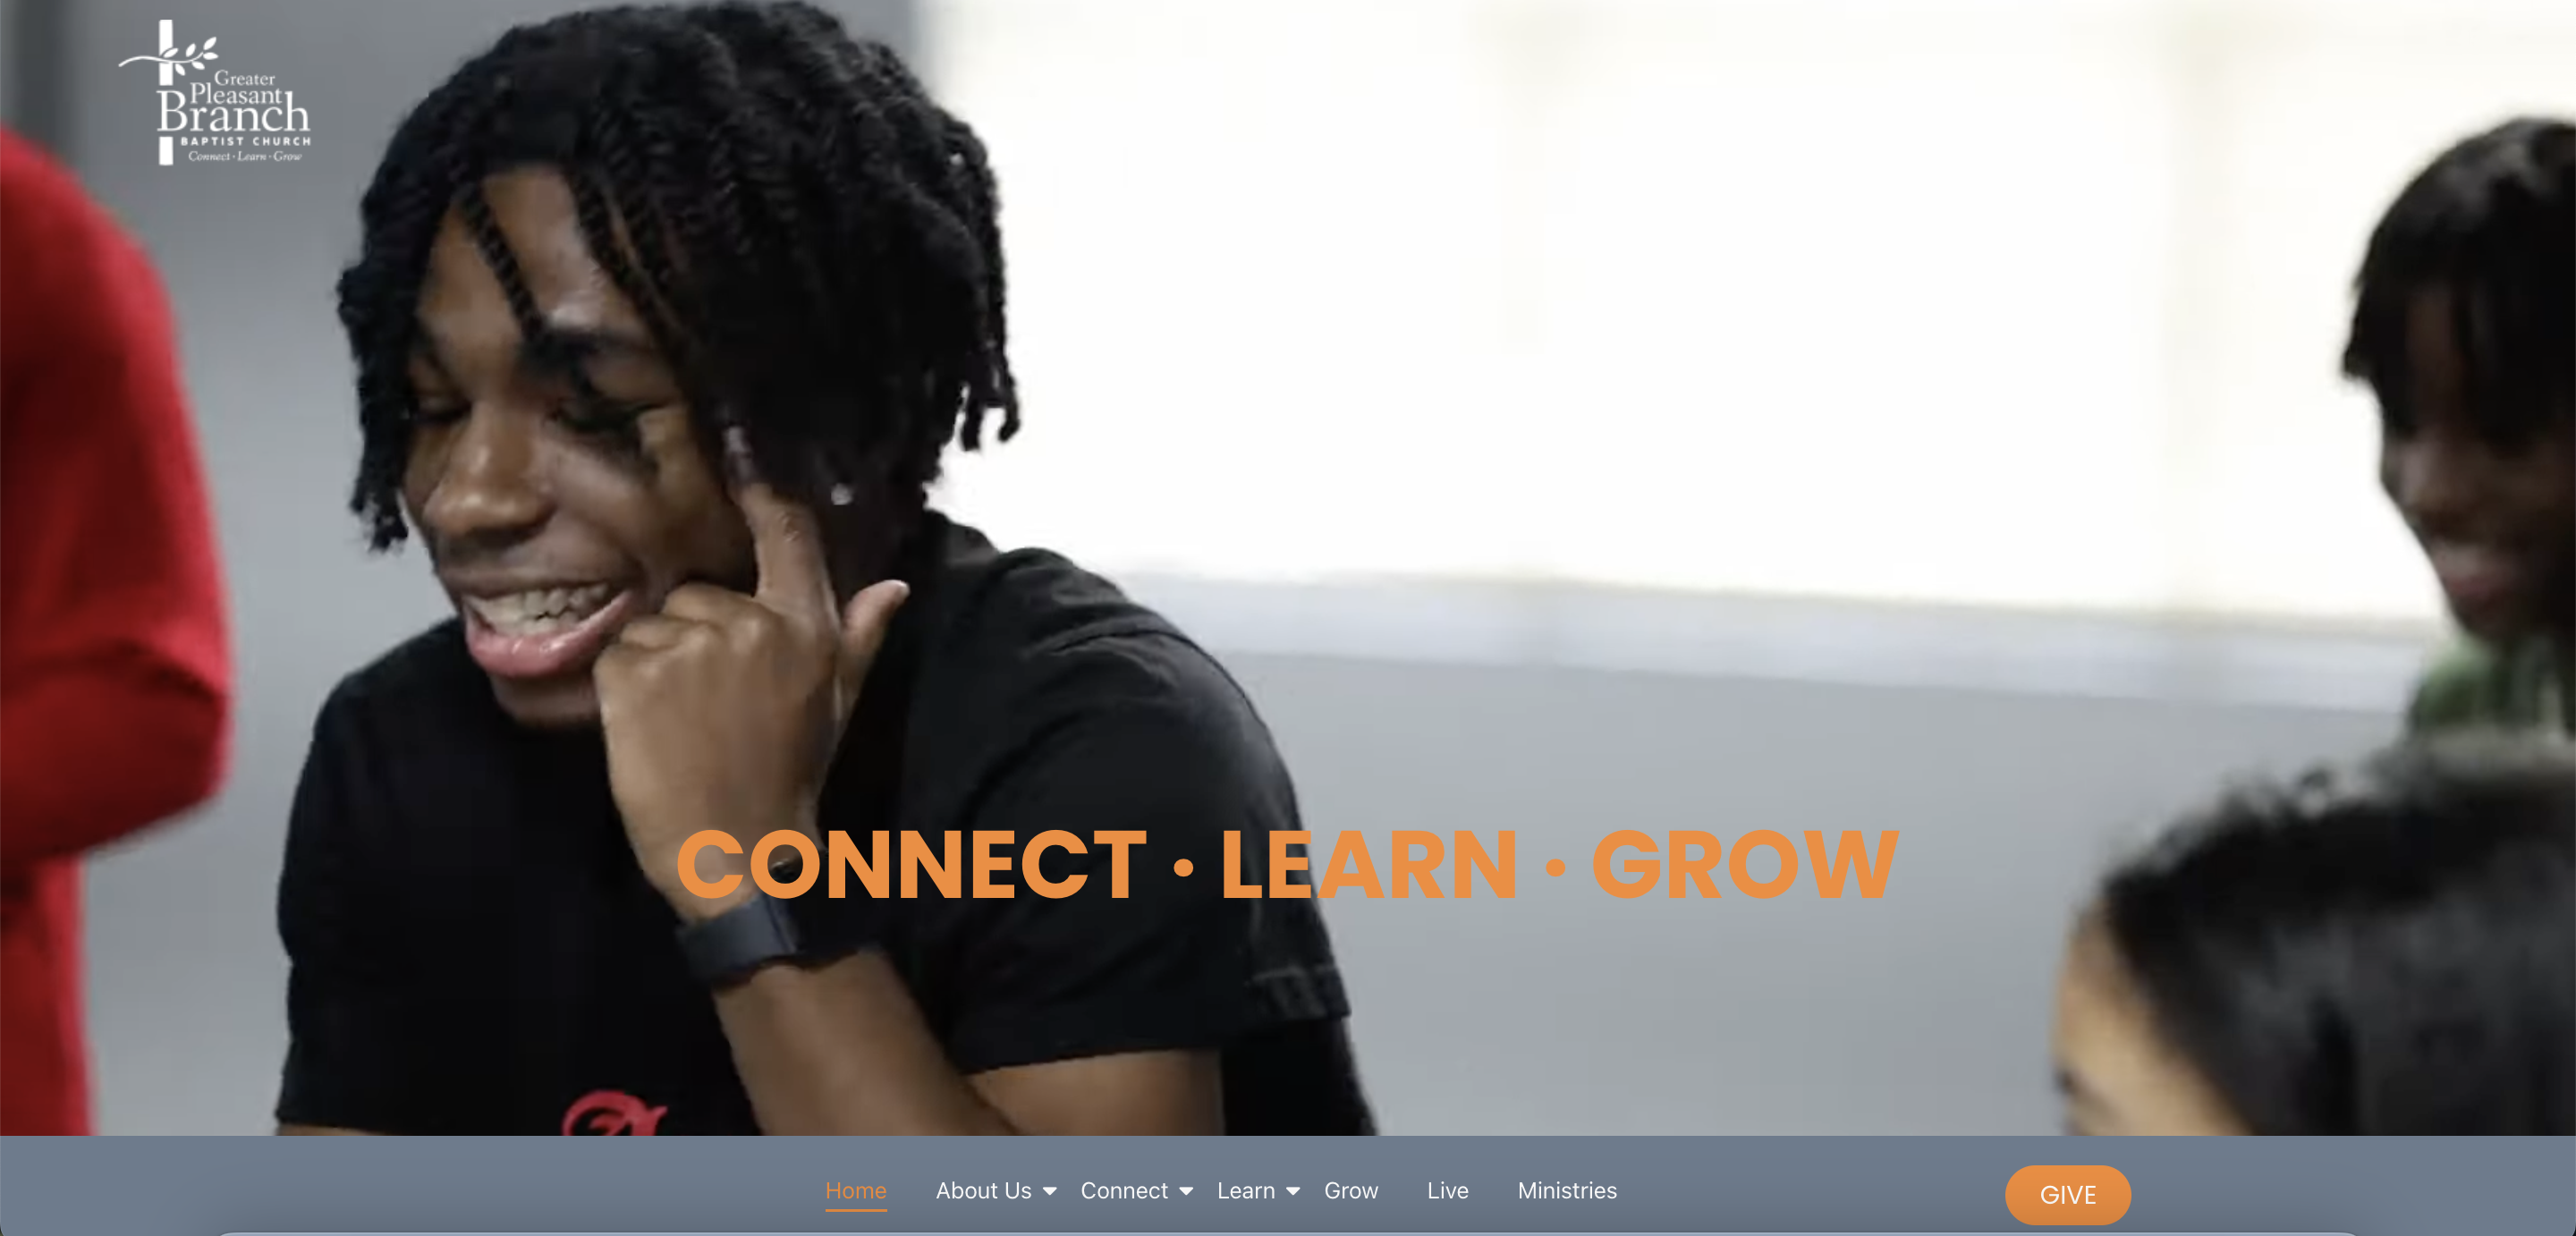 Greater
Pleasant
Branch
BAPTIST CHURCH
Connect · Learn · Grow
CONNECT · LEARN · GROW
Home About Us Connect Learn Grow Live Ministries GIVE